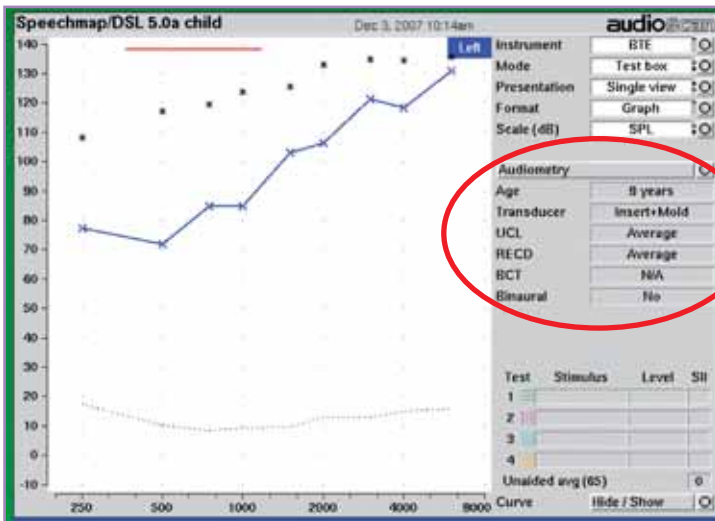 Speechmap/DSL 5.0a child
Dec 3, 2007 10:14am
audioscan
Left
Instrument BTE
Mode Test box
Presentation Single view
Format Graph
Scale (dB) SPL
Audiometry
Age 8 years
Transducer Insert+Mold
UCL Average
RECD Average
BCT N/A
Binaural No
Test Stimulus Level SII
1
2
3
4
Unaided avg (65) 0
Curve Hide / Show
140
130
120
110
100
90
80
70
60
50
40
30
20
10
0
-10
250 500 1000 2000 4000 8000